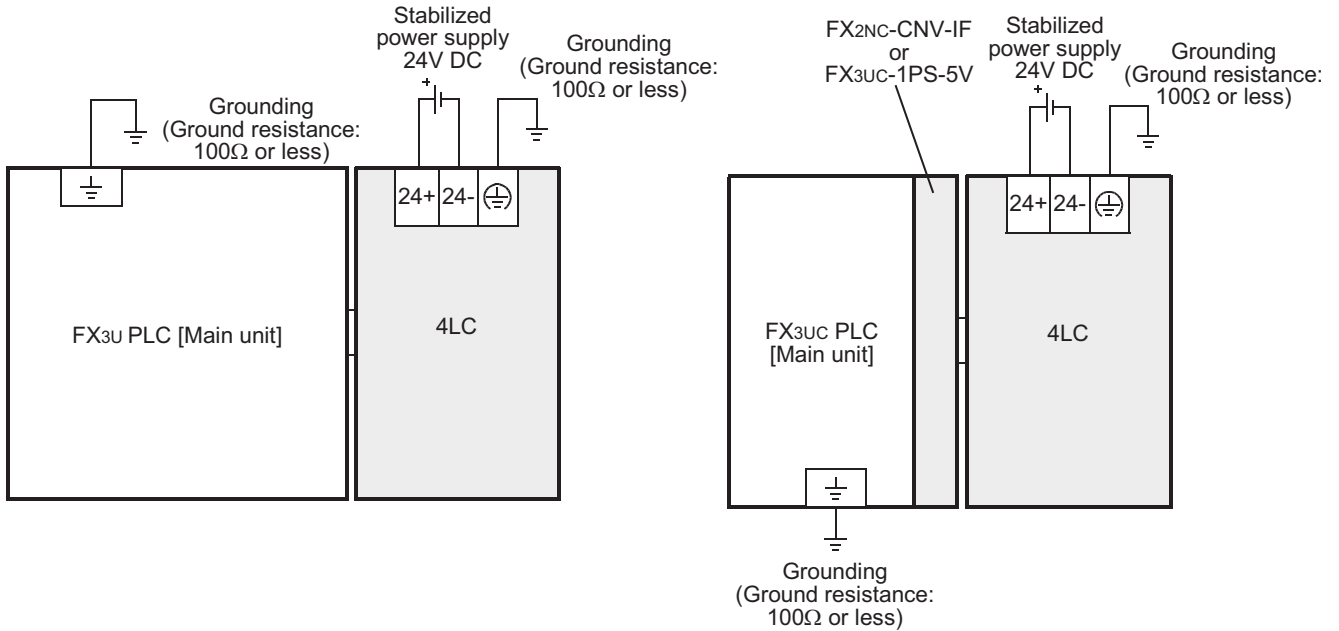 Stabilized
power supply
24V DC
+
Grounding
(Ground resistance:
100Ω or less)
Grounding
(Ground resistance:
100Ω or less)
24+ 24-
FX3U PLC [Main unit]
4LC
FX2NC-CNV-IF
or
FX3UC-1PS-5V
Stabilized
power supply
24V DC
+
Grounding
(Ground resistance:
100Ω or less)
24+ 24-
FX3UC PLC
[Main unit]
4LC
Grounding
(Ground resistance:
100Ω or less)